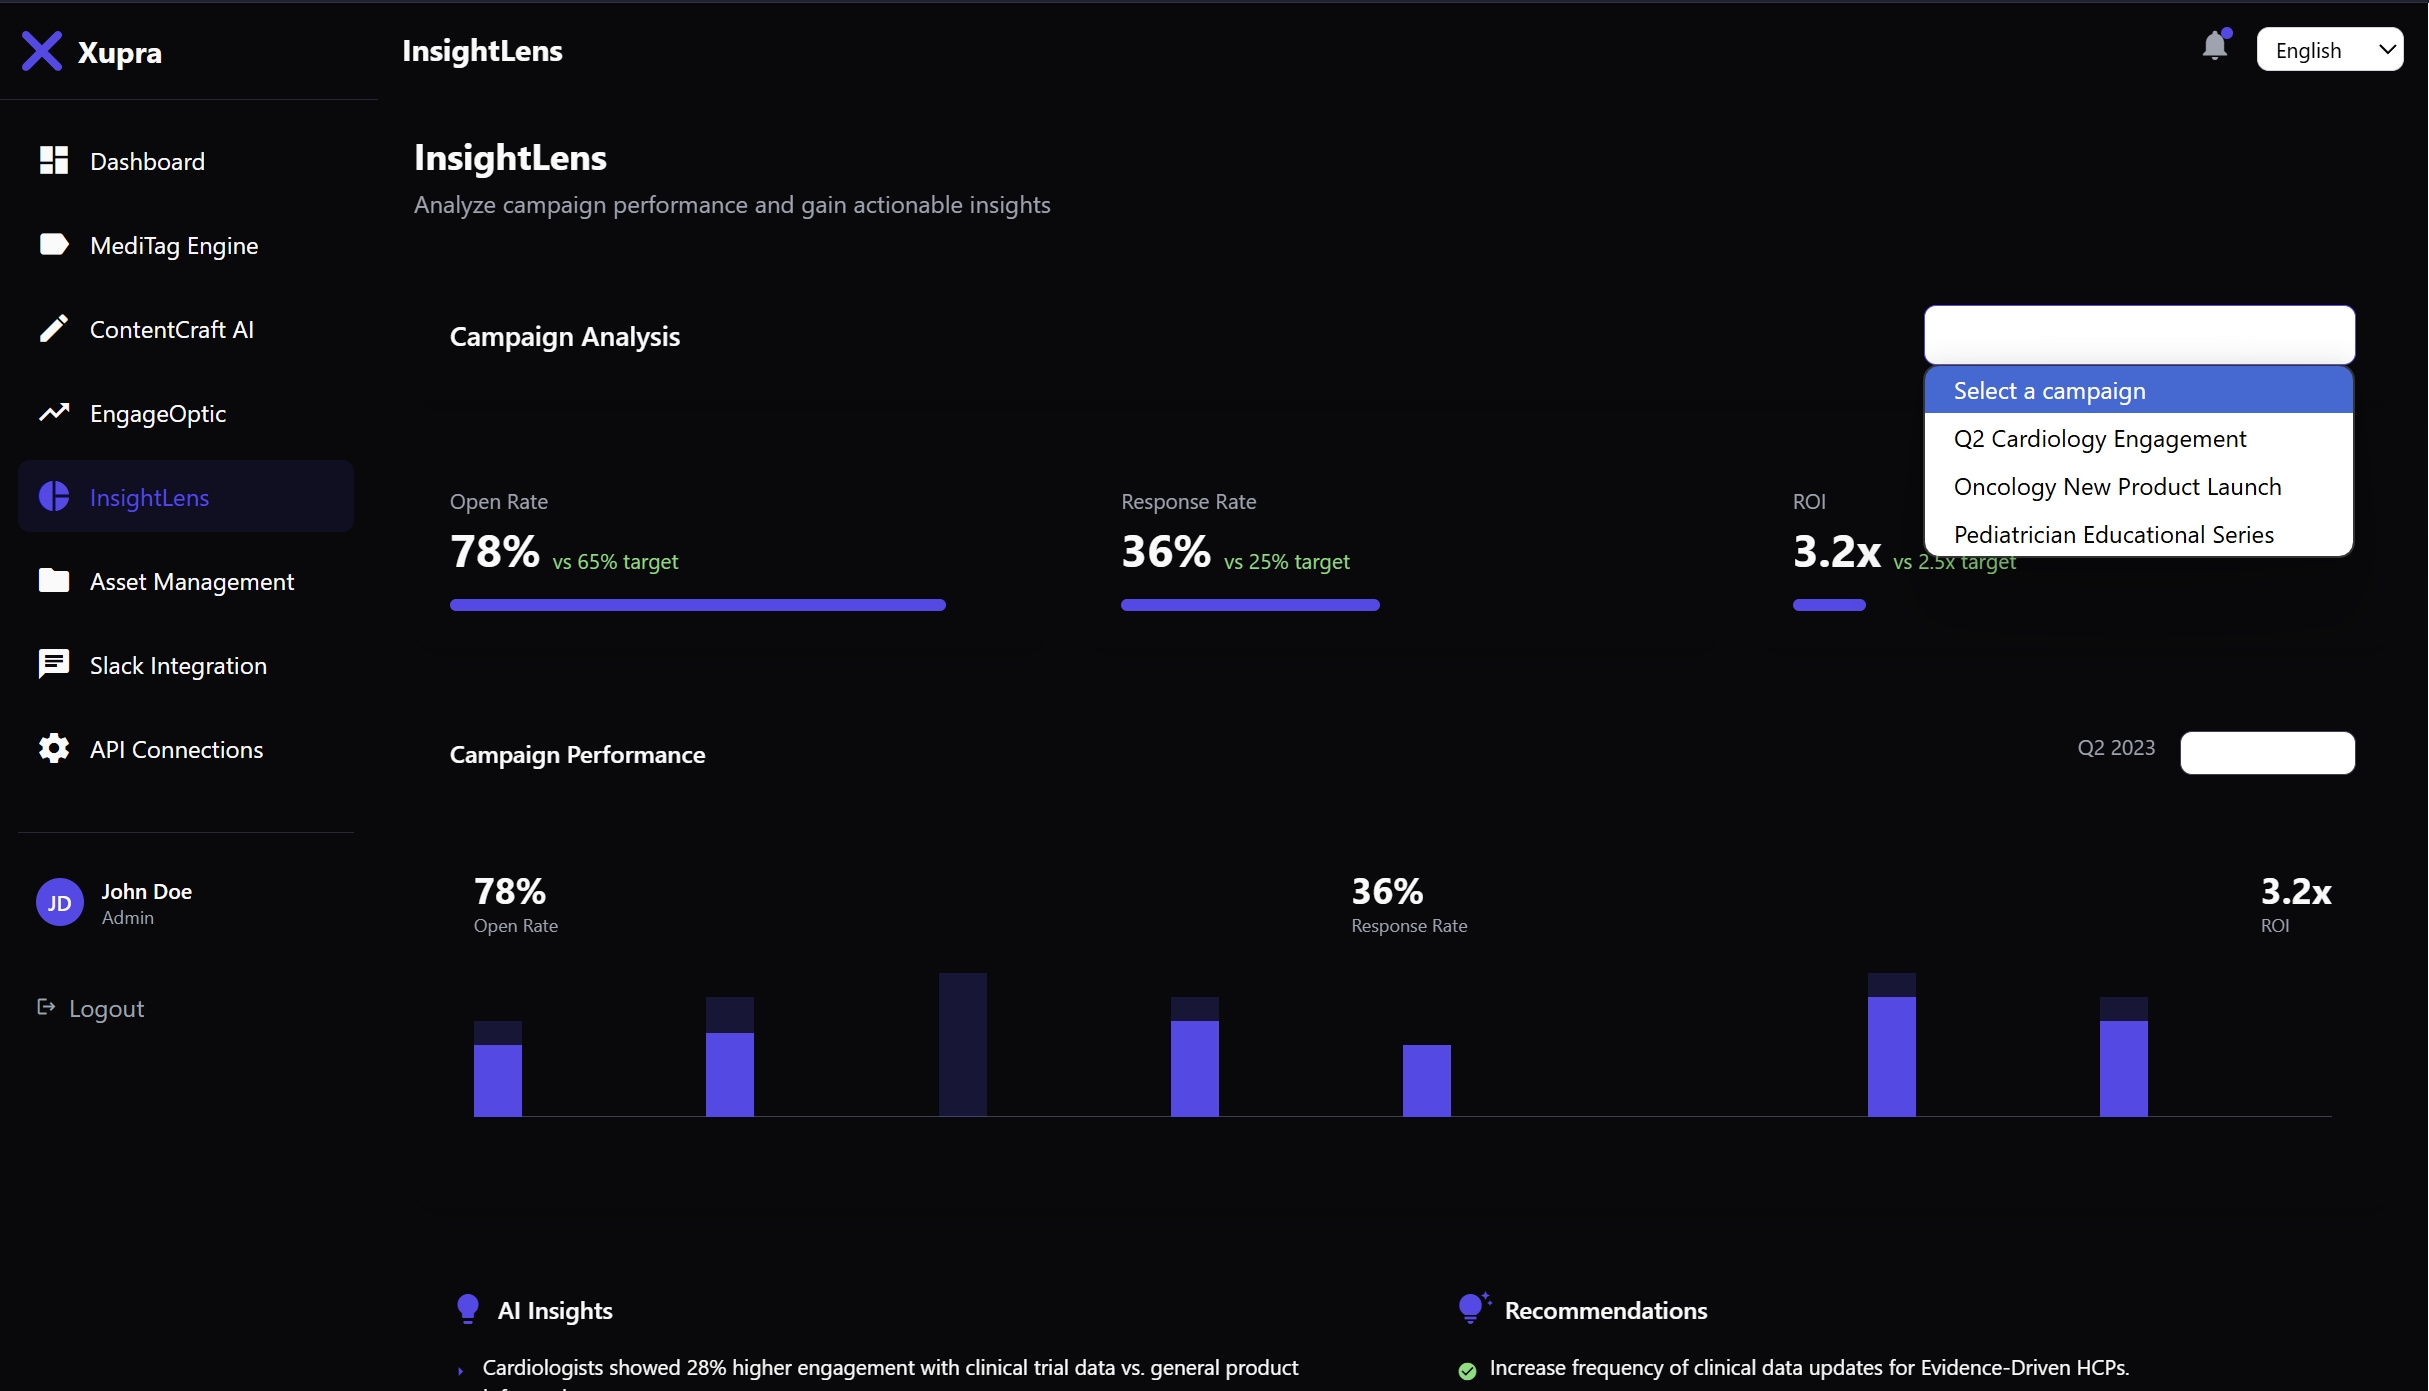 Xupra
InsightLens
English
Dashboard
MediTag Engine
ContentCraft AI
EngageOptic
InsightLens
Asset Management
Slack Integration
API Connections
JD
John Doe
Admin
Logout
InsightLens
Analyze campaign performance and gain actionable insights
Campaign Analysis
Select a campaign
Q2 Cardiology Engagement
Oncology New Product Launch
Pediatrician Educational Series
Open Rate
78% vs 65% target
Response Rate
36% vs 25% target
ROI
3.2x vs 2.5x target
Campaign Performance
Q2 2023
78%
Open Rate
36%
Response Rate
3.2x
ROI
AI Insights
Cardiologists showed 28% higher engagement with clinical trial data vs. general product
Recommendations
Increase frequency of clinical data updates for Evidence-Driven HCPs.